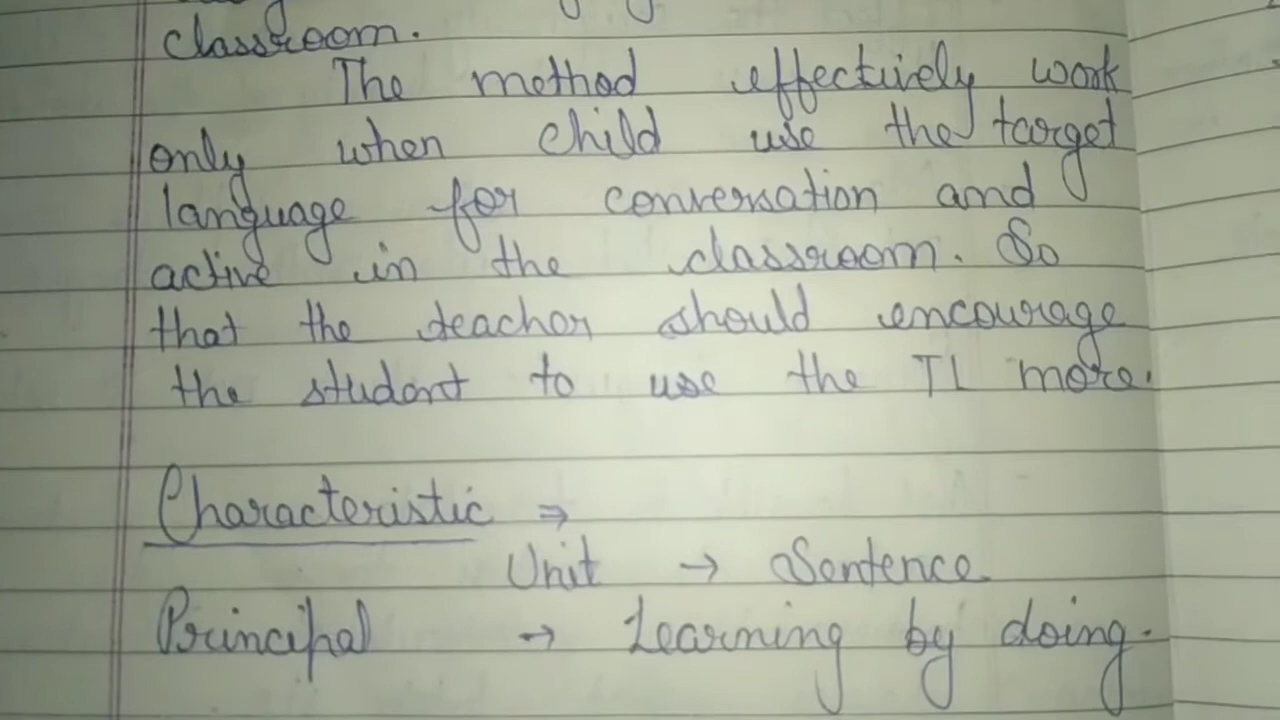 classroom.
The method effectively work
only when child use the target
language for conversation and
active in the classroom. So
that the teacher should encourage
the student to use the TL more.
Characteristic ⇒
Unit → Sentence
Principal → Learning by doing.